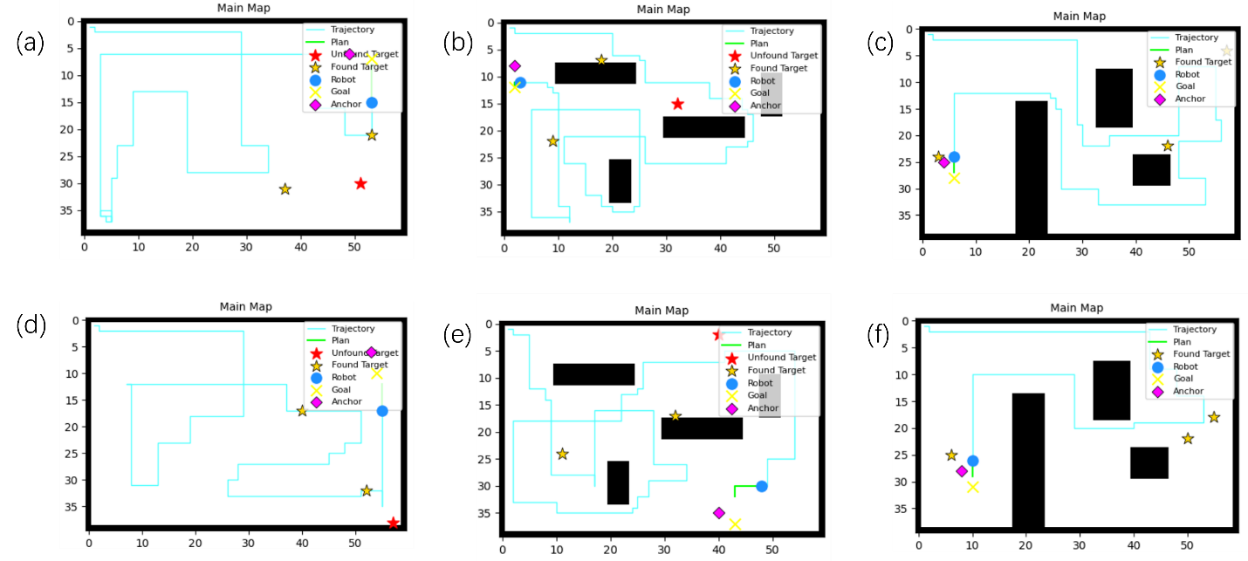 (a)
Main Map
Trajectory
Plan
Unfound Target
Found Target
Robot
Goal
Anchor
0
5
10
15
20
25
30
35
0 10 20 30 40 50
(b)
Main Map
Trajectory
Plan
Unfound Target
Found Target
Robot
Goal
Anchor
0
5
10
15
20
25
30
35
0 10 20 30 40 50
(c)
Main Map
Trajectory
Plan
Found Target
Robot
Goal
Anchor
0
5
10
15
20
25
30
35
0 10 20 30 40 50
(d)
Main Map
Trajectory
Plan
Unfound Target
Found Target
Robot
Goal
Anchor
0
5
10
15
20
25
30
35
0 10 20 30 40 50
(e)
Main Map
Trajectory
Plan
Unfound Target
Found Target
Robot
Goal
Anchor
0
5
10
15
20
25
30
35
0 10 20 30 40 50
(f)
Main Map
Trajectory
Plan
Found Target
Robot
Goal
Anchor
0
5
10
15
20
25
30
35
0 10 20 30 40 50